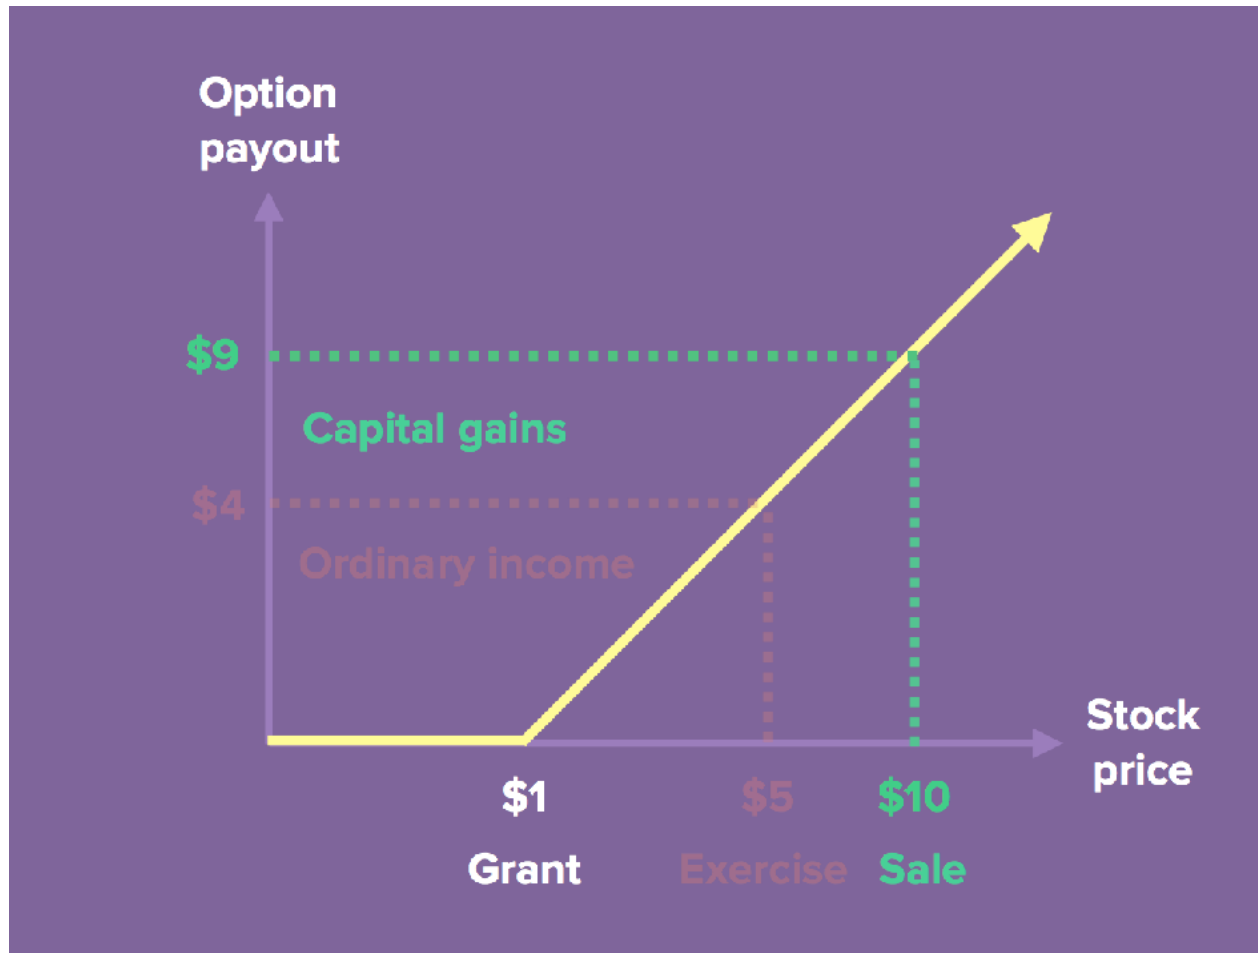 Option
payout
$9
Capital gains
$4
Ordinary income
Stock
price
$1
$5
$10
Grant
Exercise
Sale